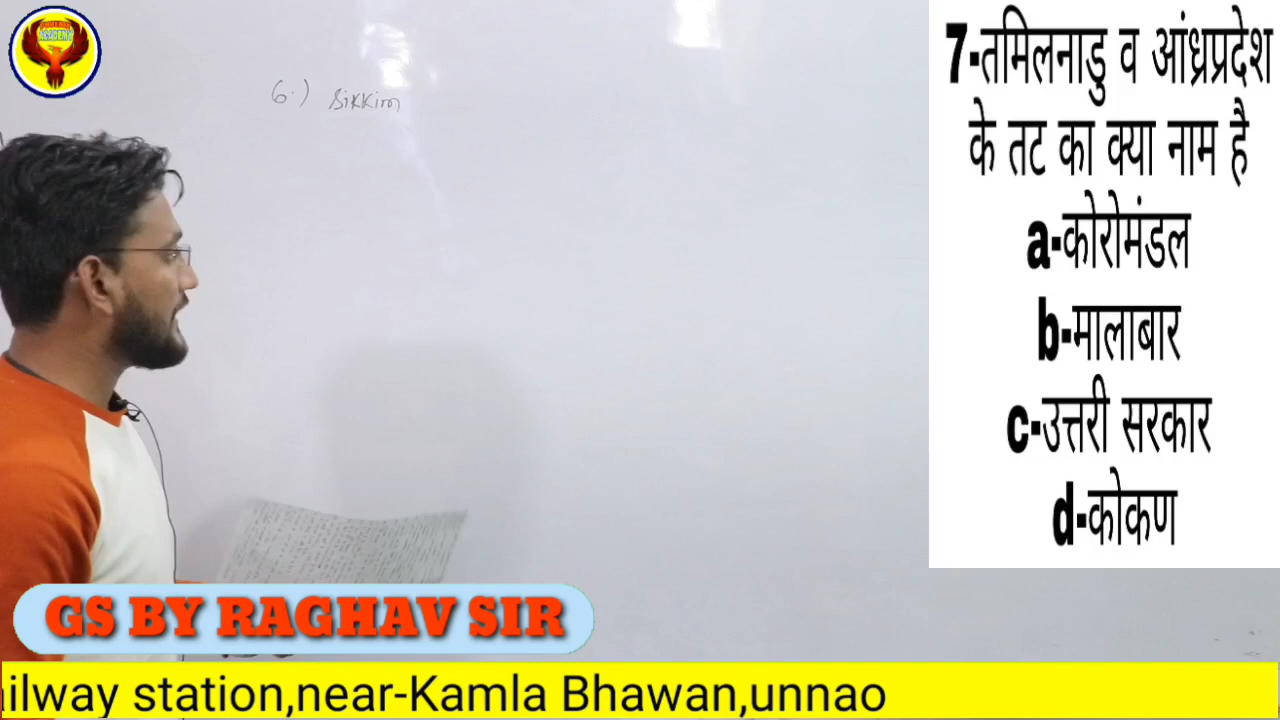 ACADEMY
6.) Sikkim
7-तमिलनाडु व आंध्रप्रदेश
के तट का क्या नाम है
a-कोरोमंडल
b-मालाबार
c-उत्तरी सरकार
d-कोकण
GS BY RAGHAV SIR
ilway station,near-Kamla Bhawan,unnao